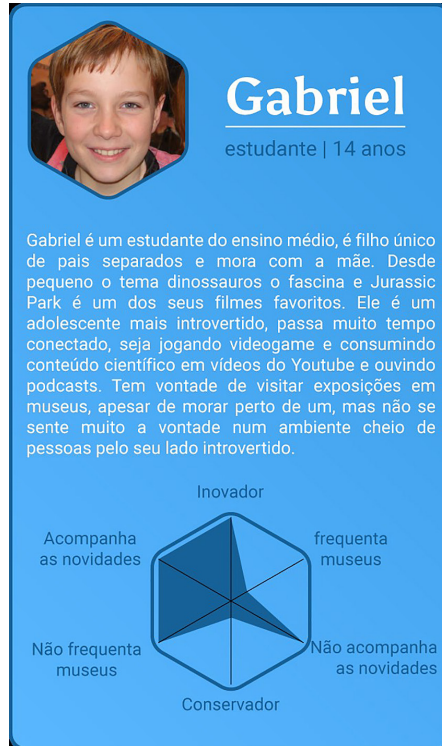 Gabriel
estudante | 14 anos
Gabriel é um estudante do ensino médio, é filho único
de pais separados e mora com a mãe. Desde
pequeno o tema dinossauros o fascina e Jurassic
Park é um dos seus filmes favoritos. Ele é um
adolescente mais introvertido, passa muito tempo
conectado, seja jogando videogame e consumindo
conteúdo científico em vídeos do Youtube e ouvindo
podcasts. Tem vontade de visitar exposições em
museus, apesar de morar perto de um, mas não se
sente muito a vontade num ambiente cheio de
pessoas pelo seu lado introvertido.
Inovador
Acompanha
as novidades
frequenta
museus
Não frequenta
museus
Não acompanha
as novidades
Conservador